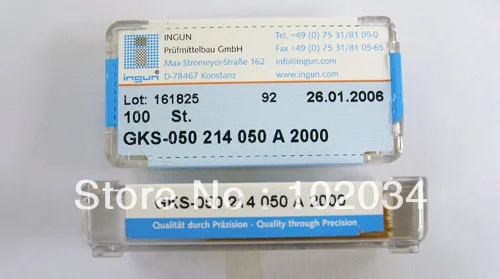 INGUN
Prüfmittelbau GmbH
Max-Stromeyer-Straße 162
D-78467 Konstanz
Tel. +49 (0) 75 31/81 05-0
Fax +49 (0) 75 31/81 05-65
info@ingun.com
www.ingun.com
ingun
Lot: 161825 92 26.01.2006
100 St.
GKS-050 214 050 A 2000
Store No.:102034
GKS-050 214 050 A 2000
Qualität durch Präzision - Quality through Precision